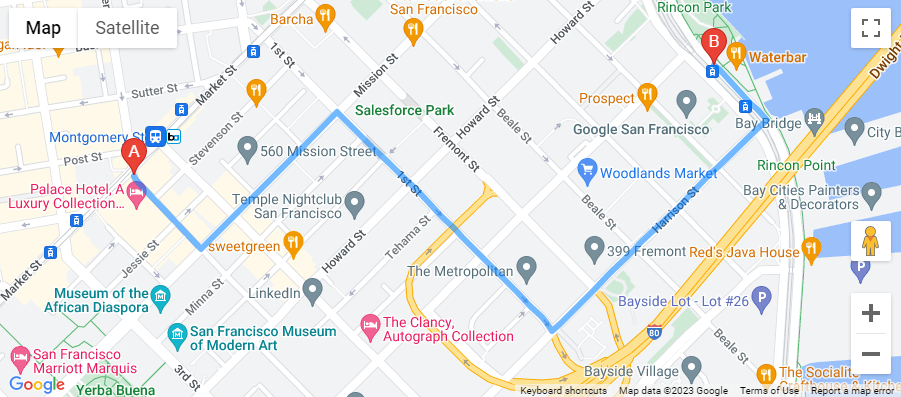 Map
Satellite
Barcha
San Francisco
Rincon Park
1st St
Howard St
Market St
Mission St
Sutter St
B
Waterbar
Dwight
Prospect
Salesforce Park
Howard St
Beale St
Google San Francisco
Stevenson St
Montgomery St
Fremont St
Bay Bridge
City B
Post St
A
560 Mission Street
Rincon Point
Woodlands Market
1st St
Palace Hotel, A
Luxury Collection...
Temple Nightclub
San Francisco
Bay Cities Painters
& Decorators
Harrison St
Beale St
Tehama St
sweetgreen
Howard St
399 Fremont
Red's Java House
Jessie St
Market St
The Metropolitan
Minna St
LinkedIn
Museum of the
African Diaspora
Bayside Lot - Lot #26
The Clancy,
Autograph Collection
San Francisco Museum
of Modern Art
80
Beale St
San Francisco
Marriott Marquis
3rd St
Bayside Village
The Socialite
Yerba Buena
Google
Keyboard shortcuts
Map data ©2023 Google
Terms of Use
Report a map error